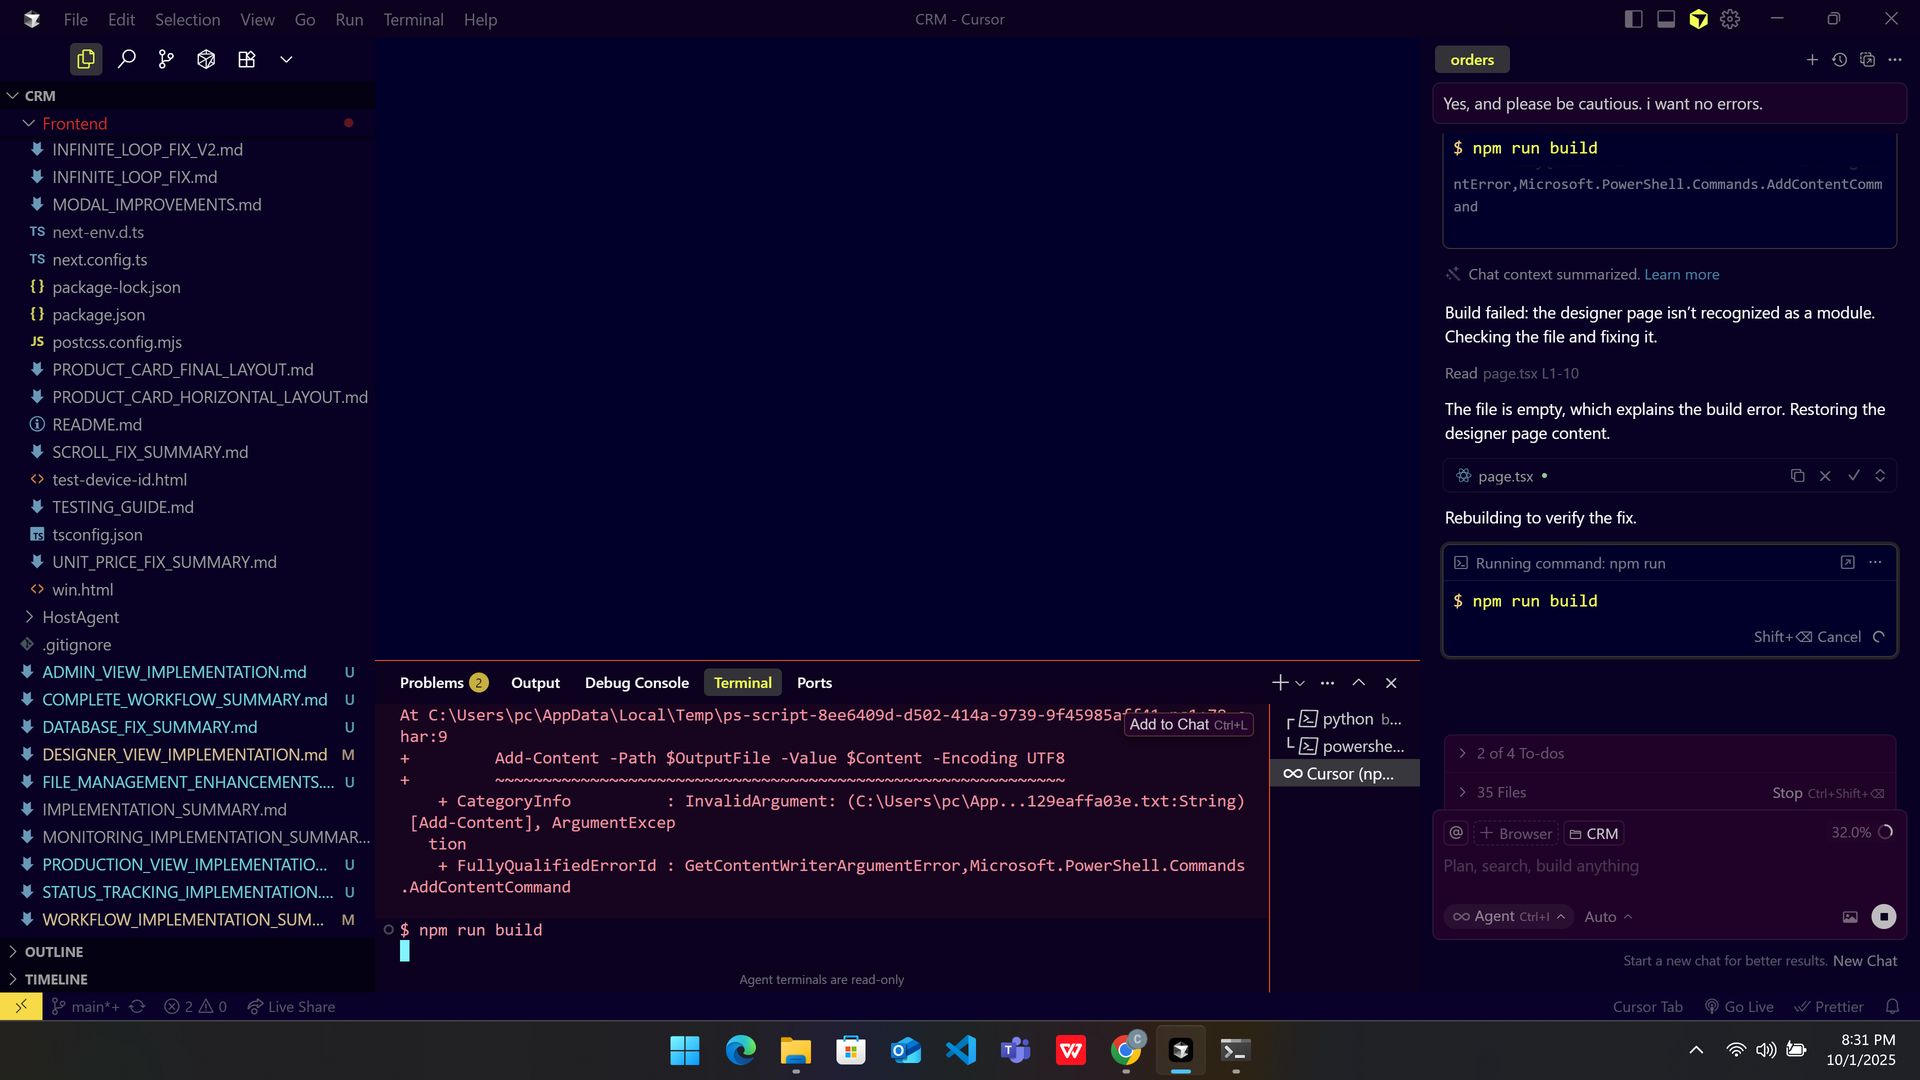 File Edit Selection View Go Run Terminal Help
CRM - Cursor
CRM
Frontend
INFINITE_LOOP_FIX_V2.md
INFINITE_LOOP_FIX.md
MODAL_IMPROVEMENTS.md
TS next-env.d.ts
TS next.config.ts
{} package-lock.json
{} package.json
JS postcss.config.mjs
PRODUCT_CARD_FINAL_LAYOUT.md
PRODUCT_CARD_HORIZONTAL_LAYOUT.md
README.md
SCROLL_FIX_SUMMARY.md
<> test-device-id.html
TESTING_GUIDE.md
TS tsconfig.json
UNIT_PRICE_FIX_SUMMARY.md
<> win.html
HostAgent
.gitignore
ADMIN_VIEW_IMPLEMENTATION.md U
COMPLETE_WORKFLOW_SUMMARY.md U
DATABASE_FIX_SUMMARY.md U
DESIGNER_VIEW_IMPLEMENTATION.md M
FILE_MANAGEMENT_ENHANCEMENTS.... U
IMPLEMENTATION_SUMMARY.md
MONITORING_IMPLEMENTATION_SUMMAR...
PRODUCTION_VIEW_IMPLEMENTATIO... U
STATUS_TRACKING_IMPLEMENTATION.... U
WORKFLOW_IMPLEMENTATION_SUM... M
OUTLINE
TIMELINE
Problems 2 Output Debug Console Terminal Ports
At C:\Users\pc\AppData\Local\Temp\ps-script-8ee6409d-d502-414a-9739-9f45985a
har:9
+         Add-Content -Path $OutputFile -Value $Content -Encoding UTF8
+         ~~~~~~~~~~~~~~~~~~~~~~~~~~~~~~~~~~~~~~~~~~~~~~~~~~~~~~~~~~~~
    + CategoryInfo          : InvalidArgument: (C:\Users\pc\App...129eaffa03e.txt:String)
 [Add-Content], ArgumentExcep
   tion
    + FullyQualifiedErrorId : GetContentWriterArgumentError,Microsoft.PowerShell.Commands
.AddContentCommand
$ npm run build
Agent terminals are read-only
Add to Chat Ctrl+L
python b...
powershe...
Cursor (np...
orders
Yes, and please be cautious. i want no errors.
$ npm run build
ntError,Microsoft.PowerShell.Commands.AddContentComm
and
Chat context summarized. Learn more
Build failed: the designer page isn't recognized as a module.
Checking the file and fixing it.
Read page.tsx L1-10
The file is empty, which explains the build error. Restoring the
designer page content.
page.tsx
Rebuilding to verify the fix.
Running command: npm run
$ npm run build
Shift+⌫ Cancel
2 of 4 To-dos
35 Files
Stop Ctrl+Shift+⌫
@ + Browser CRM 32.0%
Plan, search, build anything
∞ Agent Ctrl+I Auto
Start a new chat for better results. New Chat
main*+ 2 0 Live Share
Cursor Tab Go Live Prettier
8:31 PM
10/1/2025